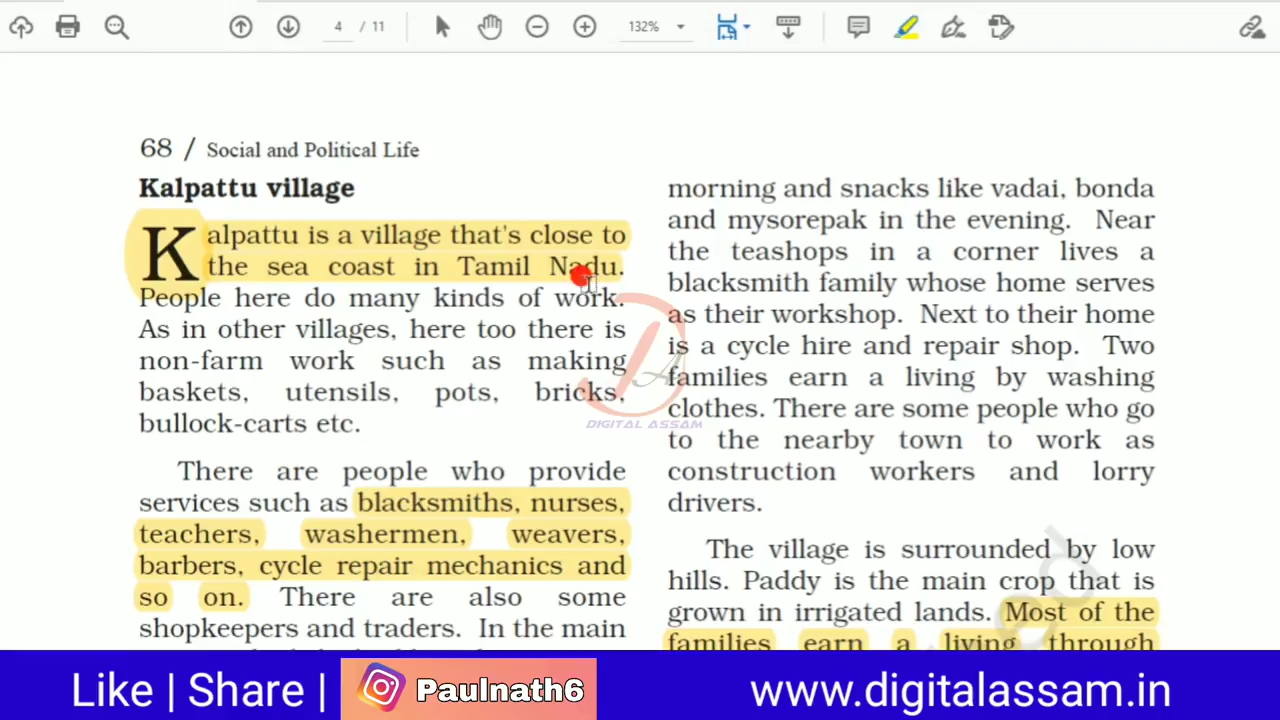 4 / 11
132%
68 / Social and Political Life
Kalpattu village
Kalpattu is a village that's close to
the sea coast in Tamil Nadu.
People here do many kinds of work.
As in other villages, here too there is
non-farm work such as making
baskets, utensils, pots, bricks,
bullock-carts etc.
There are people who provide
services such as blacksmiths, nurses,
teachers, washermen, weavers,
barbers, cycle repair mechanics and
so on. There are also some
shopkeepers and traders. In the main
morning and snacks like vadai, bonda
and mysorepak in the evening. Near
the teashops in a corner lives a
blacksmith family whose home serves
as their workshop. Next to their home
is a cycle hire and repair shop. Two
families earn a living by washing
clothes. There are some people who go
to the nearby town to work as
construction workers and lorry
drivers.
The village is surrounded by low
hills. Paddy is the main crop that is
grown in irrigated lands. Most of the
families earn a living through
DIGITAL ASSAM
Like | Share | Paulnath6 www.digitalassam.in